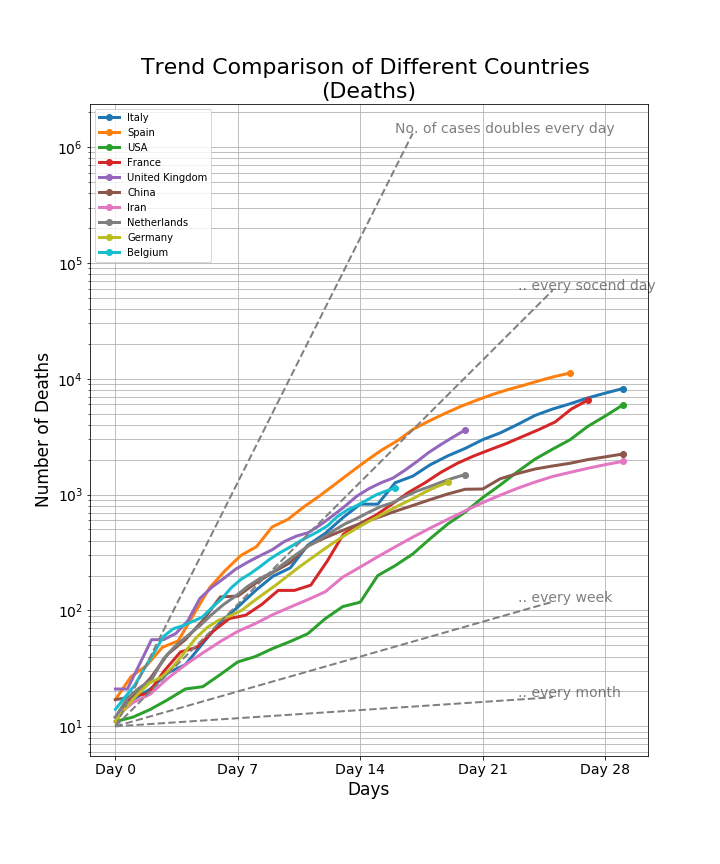 Trend Comparison of Different Countries
(Deaths)
Italy
Spain
USA
France
United Kingdom
China
Iran
Netherlands
Germany
Belgium
No. of cases doubles every day
.. every socend day
.. every week
.. every month
10^6
10^5
10^4
10^3
10^2
10^1
Number of Deaths
Day 0 Day 7 Day 14 Day 21 Day 28
Days